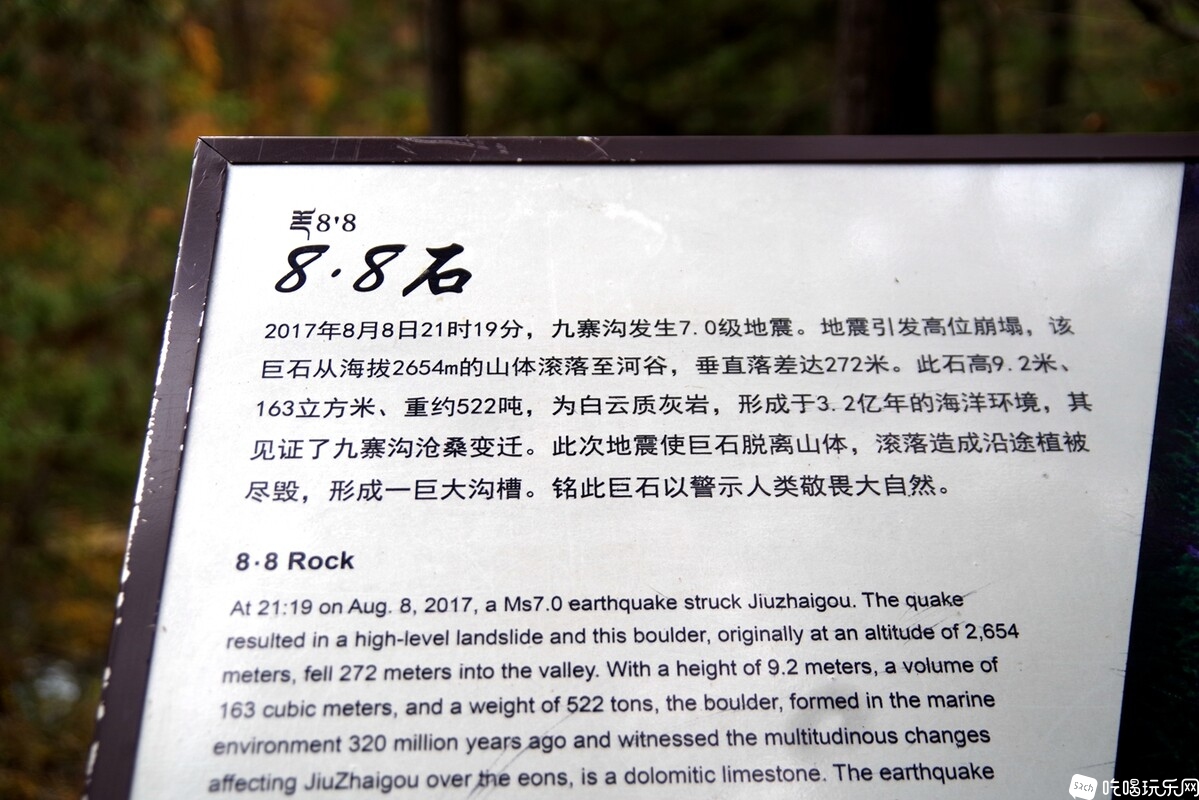 8'8
8·8石
2017年8月8日21时19分，九寨沟发生7.0级地震。地震引发高位崩塌，该
巨石从海拔2654m的山体滚落至河谷，垂直落差达272米。此石高9.2米、
163立方米、重约522吨，为白云质灰岩，形成于3.2亿年的海洋环境，其
见证了九寨沟沧桑变迁。此次地震使巨石脱离山体，滚落造成沿途植被
尽毁，形成一巨大沟槽。铭此巨石以警示人类敬畏大自然。
8·8 Rock
At 21:19 on Aug. 8, 2017, a Ms7.0 earthquake struck Jiuzhaigou. The quake
resulted in a high-level landslide and this boulder, originally at an altitude of 2,654
meters, fell 272 meters into the valley. With a height of 9.2 meters, a volume of
163 cubic meters, and a weight of 522 tons, the boulder, formed in the marine
environment 320 million years ago and witnessed the multitudinous changes
affecting JiuZhaigou over the eons, is a dolomitic limestone. The earthquake
sach 吃喝玩乐网